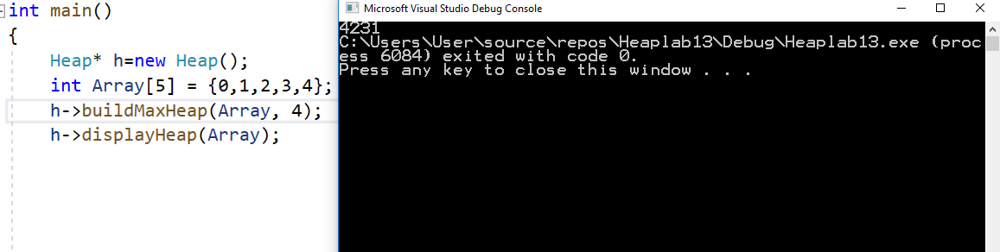 int main()
{
Heap* h=new Heap();
int Array[5] = {0,1,2,3,4};
h->buildMaxHeap(Array, 4);
h->displayHeap(Array);
Microsoft Visual Studio Debug Console
4231
C:\Users\User\source\repos\Heaplab13\Debug\Heaplab13.exe (proc
ess 6084) exited with code 0.
Press any key to close this window . . .